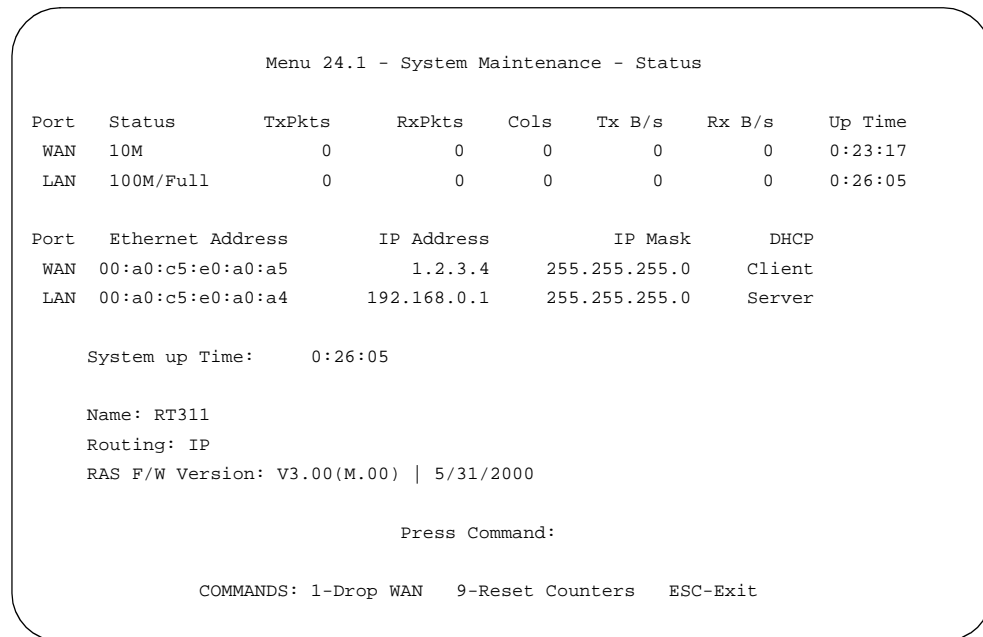 Menu 24.1 - System Maintenance - Status
Port Status TxPkts RxPkts Cols Tx B/s Rx B/s Up Time
WAN 10M 0 0 0 0 0 0:23:17
LAN 100M/Full 0 0 0 0 0 0:26:05
Port Ethernet Address IP Address IP Mask DHCP
WAN 00:a0:c5:e0:a0:a5 1.2.3.4 255.255.255.0 Client
LAN 00:a0:c5:e0:a0:a4 192.168.0.1 255.255.255.0 Server
System up Time: 0:26:05
Name: RT311
Routing: IP
RAS F/W Version: V3.00(M.00) | 5/31/2000
Press Command:
COMMANDS: 1-Drop WAN 9-Reset Counters ESC-Exit